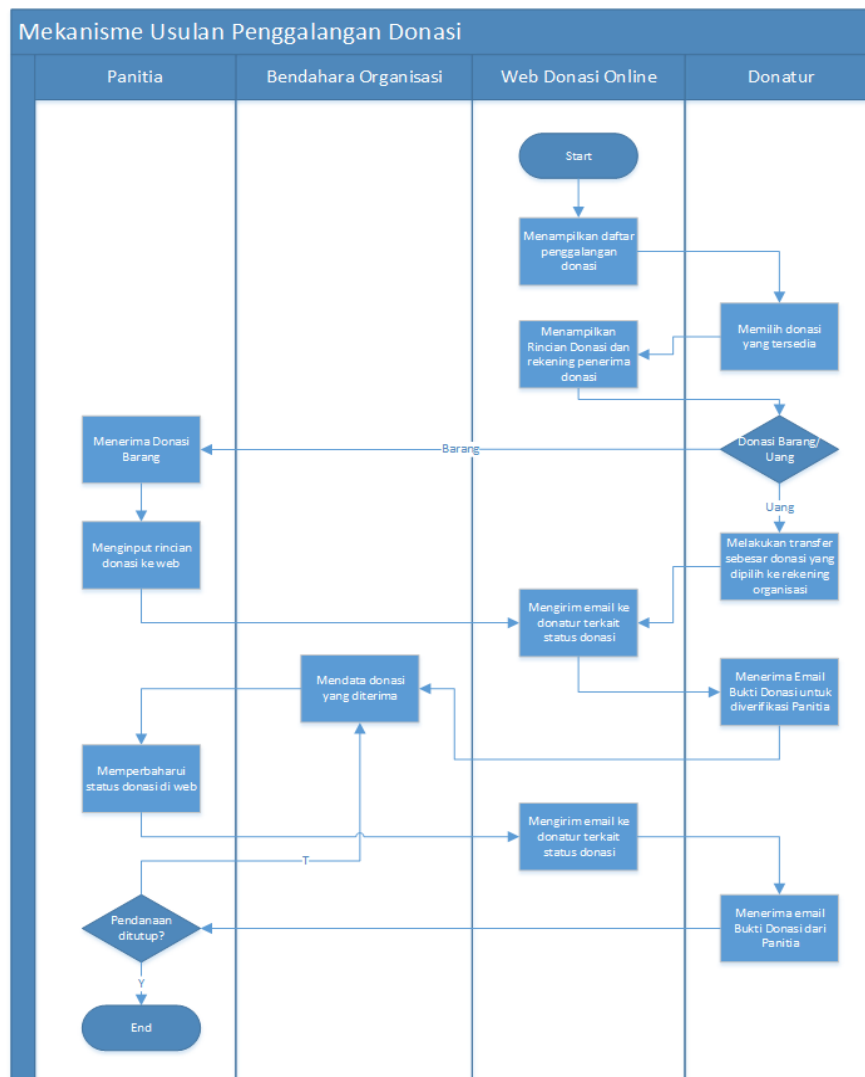 Mekanisme Usulan Penggalangan Donasi
Panitia
Bendahara Organisasi
Web Donasi Online
Donatur
Start
Menampilkan daftar
penggalangan
donasi
Memilih donasi
yang tersedia
Menampilkan
Rincian Donasi dan
rekening penerima
donasi
Donasi Barang/
Uang
Barang
Menerima Donasi
Barang
Uang
Menginput rincian
donasi ke web
Melakukan transfer
sebesar donasi yang
dipilih ke rekening
organisasi
Mengirim email ke
donatur terkait
status donasi
Menerima Email
Bukti Donasi untuk
diverifikasi Panitia
Mendata donasi
yang diterima
Memperbaharui
status donasi di web
Mengirim email ke
donatur terkait
status donasi
T
Menerima email
Bukti Donasi dari
Panitia
Pendanaan
ditutup?
Y
End